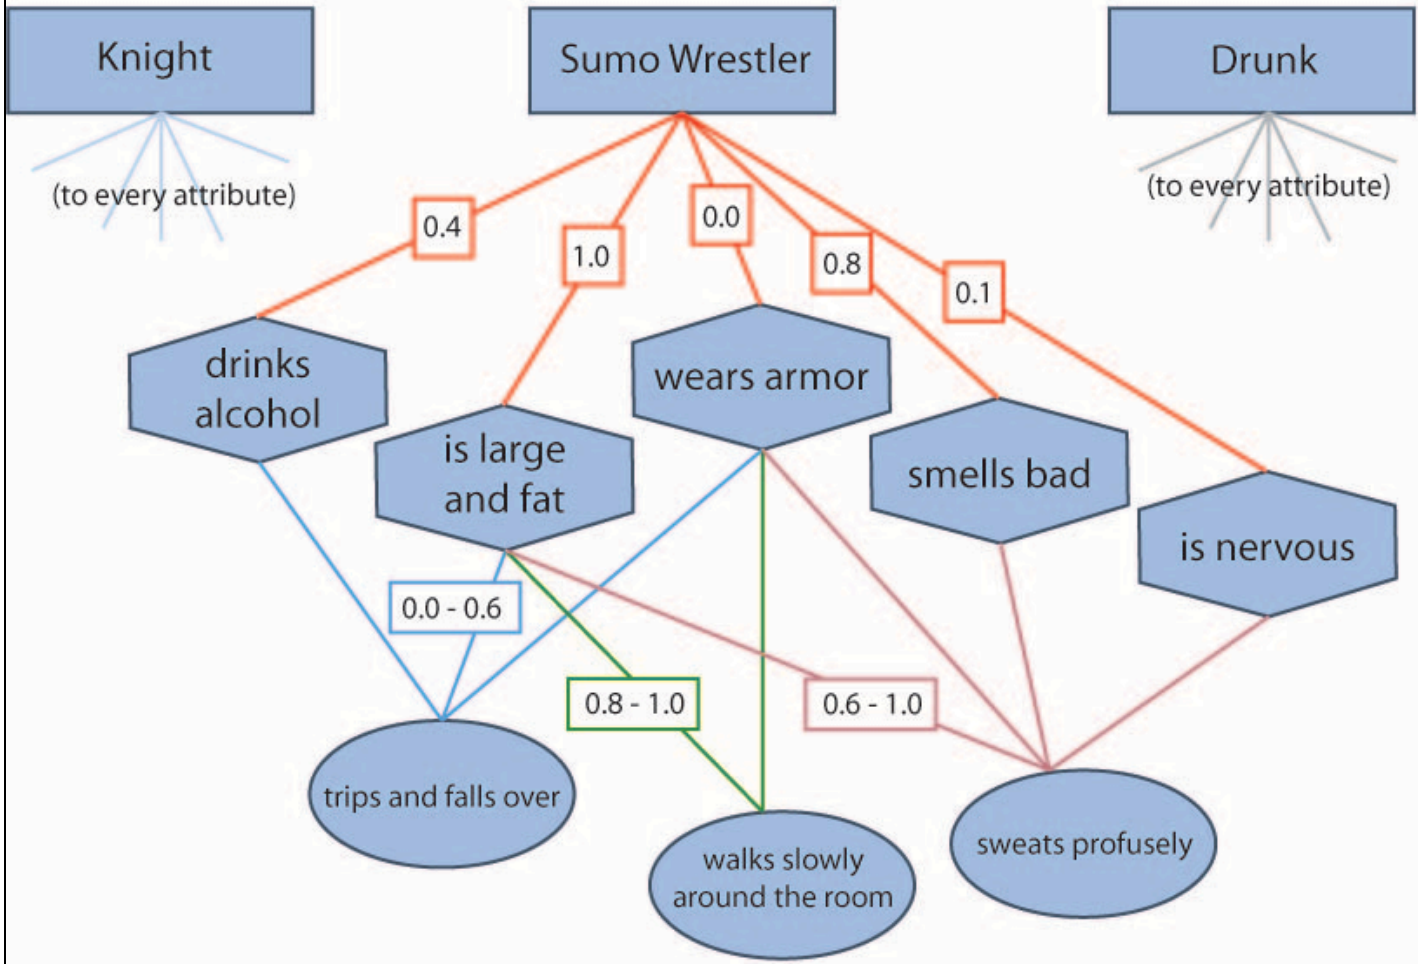 Knight
Sumo Wrestler
Drunk
(to every attribute)
(to every attribute)
0.4
1.0
0.0
0.8
0.1
drinks
alcohol
is large
and fat
wears armor
smells bad
is nervous
0.0 - 0.6
0.8 - 1.0
0.6 - 1.0
trips and falls over
walks slowly
around the room
sweats profusely